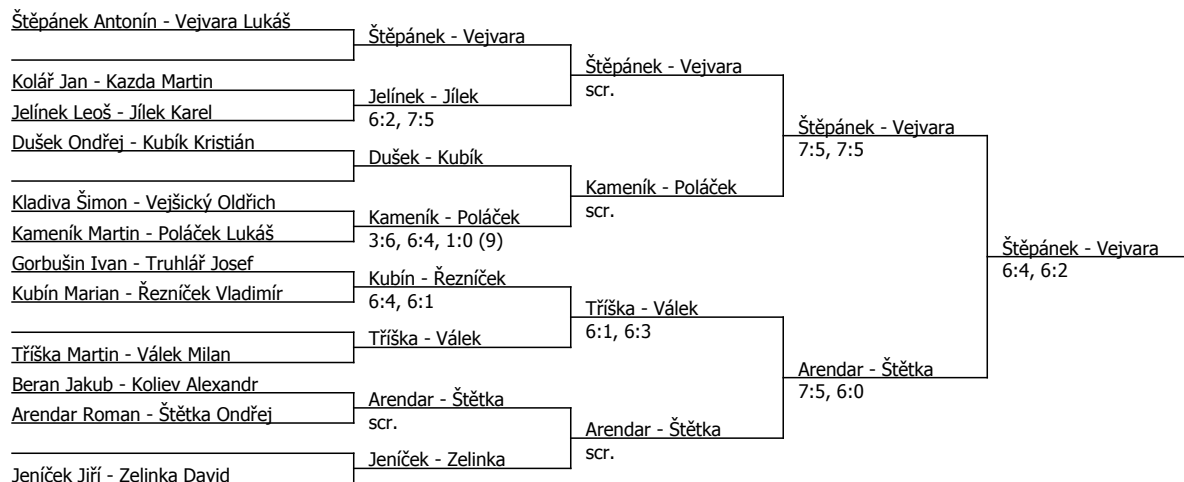 Štěpánek Antonín - Vejvara Lukáš
Kolář Jan - Kazda Martin
Jelínek Leoš - Jílek Karel
Dušek Ondřej - Kubík Kristián
Kladiva Šimon - Vejšický Oldřich
Kameník Martin - Poláček Lukáš
Gorbušin Ivan - Truhlář Josef
Kubín Marian - Řezníček Vladimír
Tříška Martin - Válek Milan
Beran Jakub - Koliev Alexandr
Arendar Roman - Štětka Ondřej
Jeníček Jiří - Zelinka David
Štěpánek - Vejvara
Jelínek - Jílek
6:2, 7:5
Dušek - Kubík
Kameník - Poláček
3:6, 6:4, 1:0 (9)
Kubín - Řezníček
6:4, 6:1
Tříška - Válek
Arendar - Štětka
scr.
Jeníček - Zelinka
Štěpánek - Vejvara
scr.
Kameník - Poláček
scr.
Tříška - Válek
6:1, 6:3
Arendar - Štětka
scr.
Štěpánek - Vejvara
7:5, 7:5
Arendar - Štětka
7:5, 6:0
Štěpánek - Vejvara
6:4, 6:2